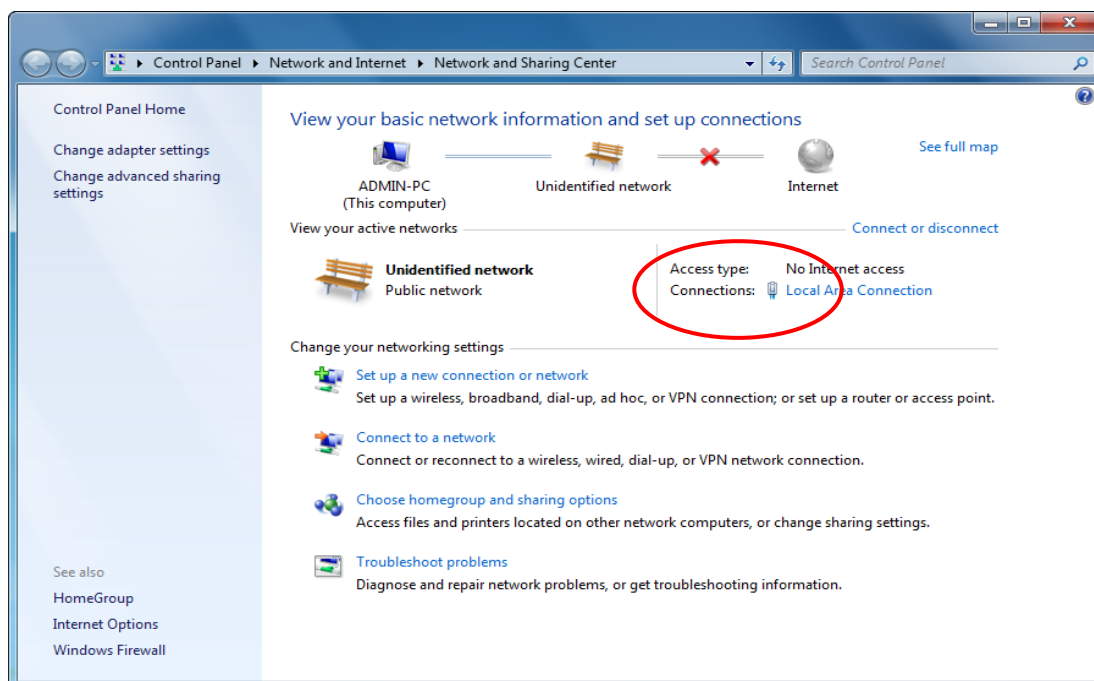 Control Panel Network and Internet Network and Sharing Center
Search Control Panel
Control Panel Home
Change adapter settings
Change advanced sharing
settings
View your basic network information and set up connections
See full map
ADMIN-PC
(This computer)
Unidentified network
Internet
View your active networks
Connect or disconnect
Unidentified network
Public network
Access type: No Internet access
Connections: Local Area Connection
Change your networking settings
Set up a new connection or network
Set up a wireless, broadband, dial-up, ad hoc, or VPN connection; or set up a router or access point.
Connect to a network
Connect or reconnect to a wireless, wired, dial-up, or VPN network connection.
Choose homegroup and sharing options
Access files and printers located on other network computers, or change sharing settings.
Troubleshoot problems
Diagnose and repair network problems, or get troubleshooting information.
See also
HomeGroup
Internet Options
Windows Firewall